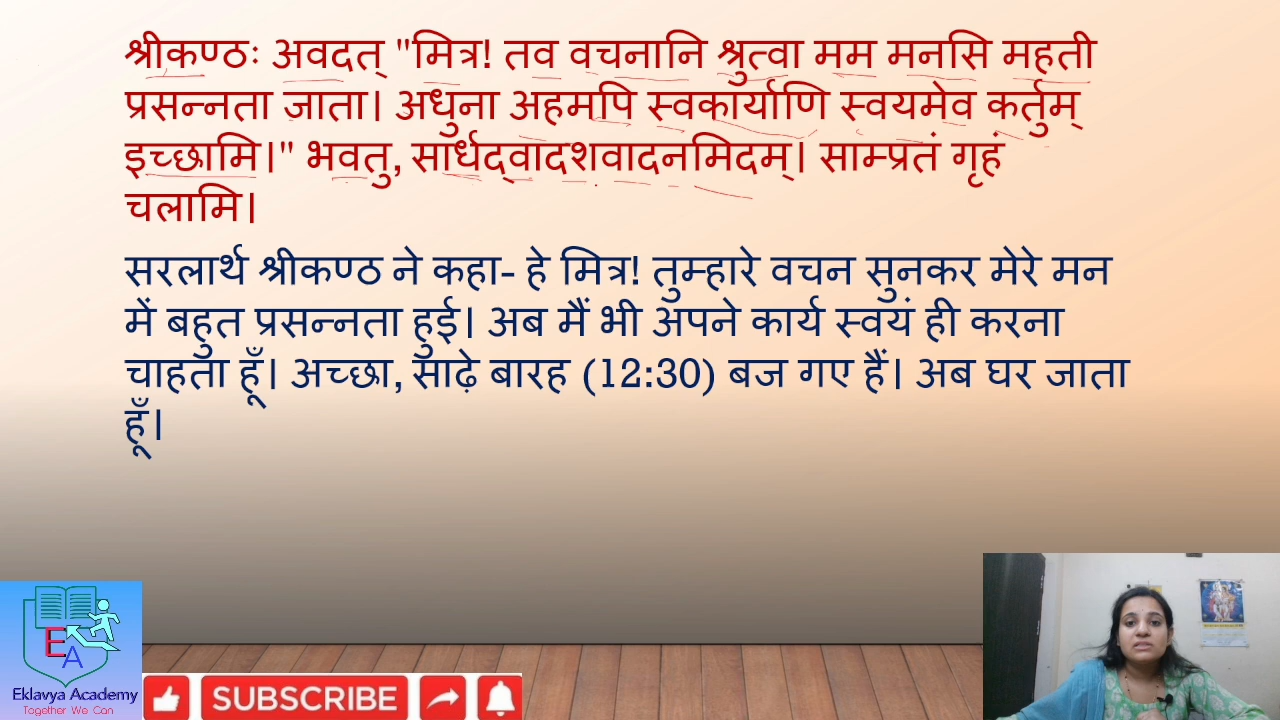 श्रीकण्ठः अवदत् "मित्र! तव वचनानि श्रुत्वा मम मनसि महती
प्रसन्नता जाता। अधुना अहमपि स्वकार्याणि स्वयमेव कर्तुम्
इच्छामि।" भवतु, सार्धद्वादशवादनमिदम्। साम्प्रतं गृहं
चलामि।
सरलार्थ श्रीकण्ठ ने कहा- हे मित्र! तुम्हारे वचन सुनकर मेरे मन
में बहुत प्रसन्नता हुई। अब मैं भी अपने कार्य स्वयं ही करना
चाहता हूँ। अच्छा, साढ़े बारह (12:30) बज गए हैं। अब घर जाता
हूँ।
EA
Eklavya Academy
Together We Can
SUBSCRIBE